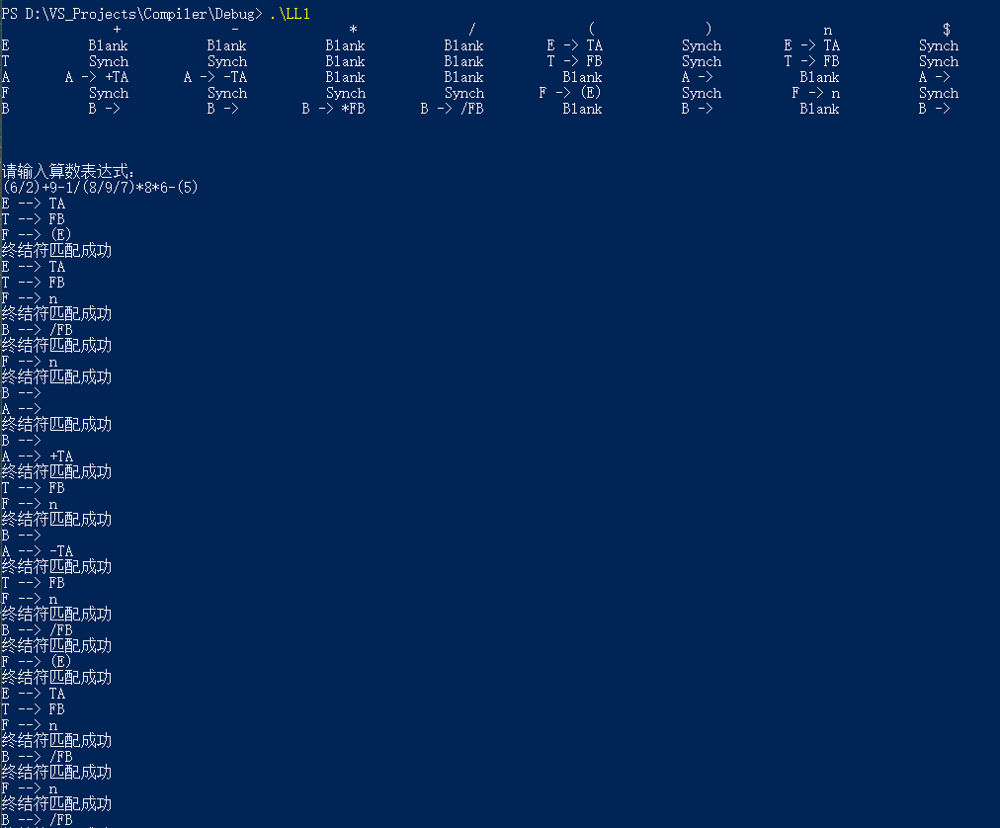 PS D:\VS_Projects\Compiler\Debug> .\LL1
+ - * / ( ) n $
E Blank Blank Blank Blank E -> TA Synch E -> TA Synch
T Synch Synch Blank Blank T -> FB Synch T -> FB Synch
A A -> +TA A -> -TA Blank Blank Blank A -> Blank A ->
F Synch Synch Synch Synch F -> (E) Synch F -> n Synch
B B -> B -> B -> *FB B -> /FB Blank B -> Blank B ->
请输入算数表达式:
(6/2)+9-1/(8/9/7)*8*6-(5)
E --> TA
T --> FB
F --> (E)
终结符匹配成功
E --> TA
T --> FB
F --> n
终结符匹配成功
B --> /FB
终结符匹配成功
F --> n
终结符匹配成功
B -->
A -->
终结符匹配成功
B -->
A --> +TA
终结符匹配成功
T --> FB
F --> n
终结符匹配成功
B -->
A --> -TA
终结符匹配成功
T --> FB
F --> n
终结符匹配成功
B --> /FB
终结符匹配成功
F --> (E)
终结符匹配成功
E --> TA
T --> FB
F --> n
终结符匹配成功
B --> /FB
终结符匹配成功
F --> n
终结符匹配成功
B --> /FB